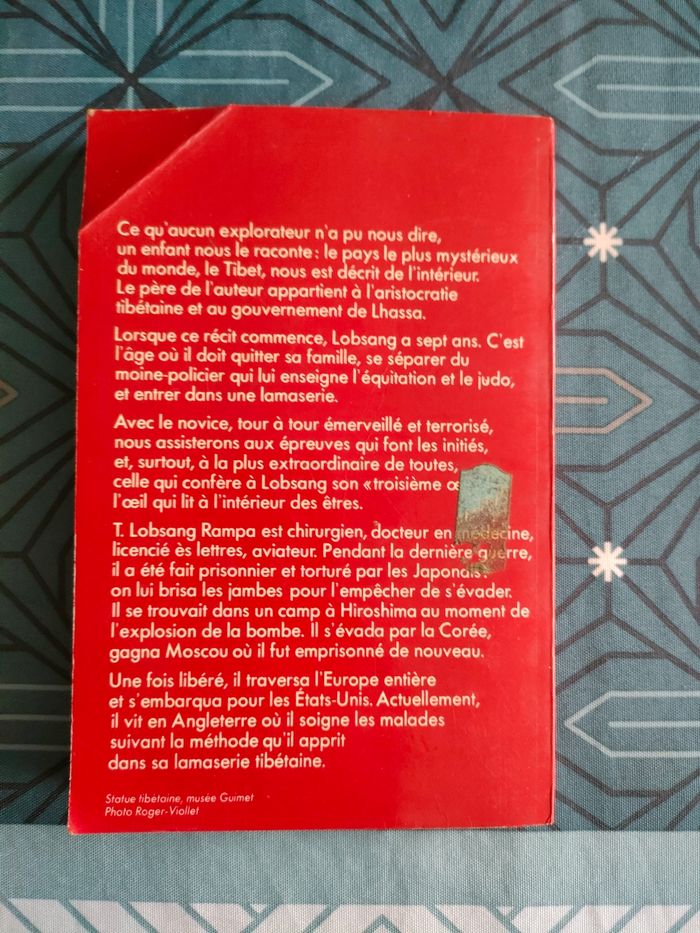 Ce qu'aucun explorateur n'a pu nous dire,
un enfant nous le raconte : le pays le plus mystérieux
du monde, le Tibet, nous est décrit de l'intérieur.
Le père de l'auteur appartient à l'aristocratie
tibétaine et au gouvernement de Lhassa.
Lorsque ce récit commence, Lobsang a sept ans. C'est
l'âge où il doit quitter sa famille, se séparer du
moine-policier qui lui enseigne l'équitation et le judo,
et entrer dans une lamaserie.
Avec le novice, tour à tour émerveillé et terrorisé,
nous assisterons aux épreuves qui font les initiés,
et, surtout, à la plus extraordinaire de toutes,
celle qui confère à Lobsang son «troisième
l'œil qui lit à l'intérieur des êtres.
T. Lobsang Rampa est chirurgien, docteur en médecine,
licencié ès lettres, aviateur. Pendant la dernière guerre,
il a été fait prisonnier et torturé par les Japonais :
on lui brisa les jambes pour l'empêcher de s'évader.
Il se trouvait dans un camp à Hiroshima au moment de
l'explosion de la bombe. Il s'évada par la Corée,
gagna Moscou où il fut emprisonné de nouveau.
Une fois libéré, il traversa l'Europe entière
et s'embarqua pour les États-Unis. Actuellement,
il vit en Angleterre où il soigne les malades
suivant la méthode qu'il apprit
dans sa lamaserie tibétaine.
Statue tibétaine, musée Guimet
Photo Roger-Viollet